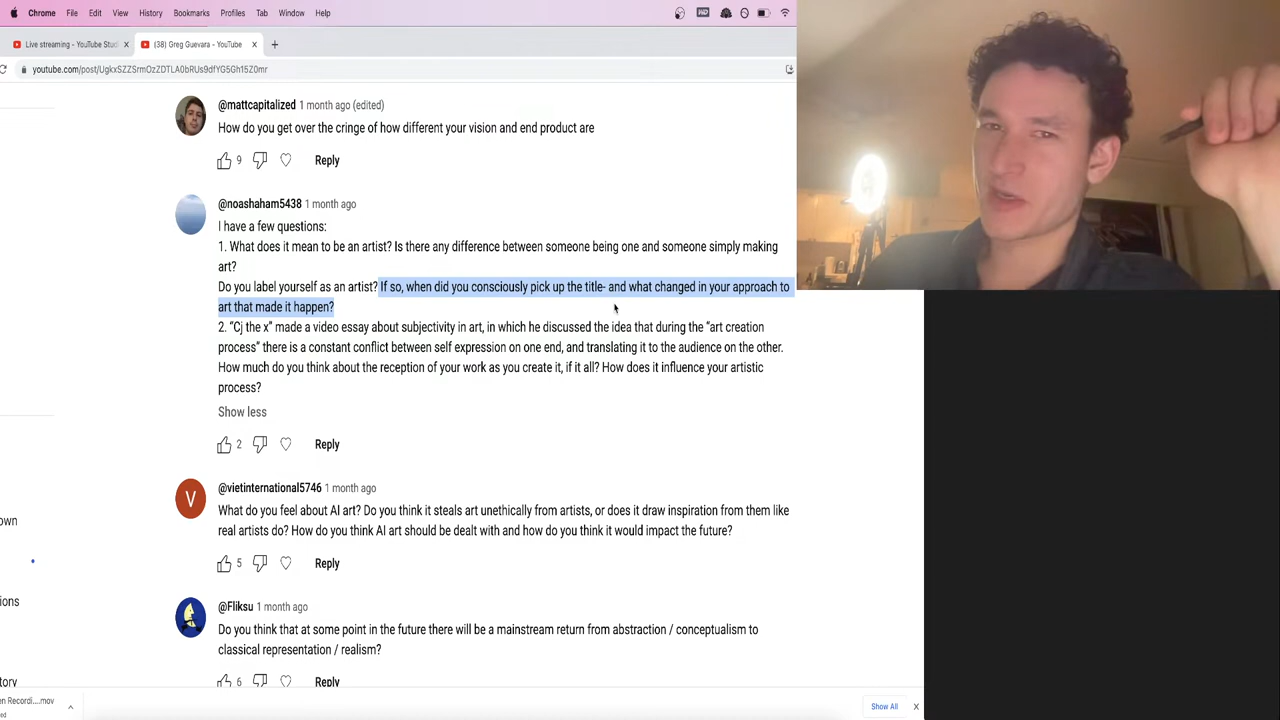 Chrome File Edit View History Bookmarks Profiles Tab Window Help
HD
Live streaming - YouTube Stud
(38) Greg Guevara - YouTube
youtube.com/post/UgkxSZZSrmOzZDTLA0bRUs9dfYG5Gh15Z0mr
@mattcapitalized 1 month ago (edited)
How do you get over the cringe of how different your vision and end product are
9 Reply
@noashaham5438 1 month ago
I have a few questions:
1. What does it mean to be an artist? Is there any difference between someone being one and someone simply making
art?
Do you label yourself as an artist? If so, when did you consciously pick up the title- and what changed in your approach to
art that made it happen?
2. “Cj the x” made a video essay about subjectivity in art, in which he discussed the idea that during the “art creation
process” there is a constant conflict between self expression on one end, and translating it to the audience on the other.
How much do you think about the reception of your work as you create it, if it all? How does it influence your artistic
process?
Show less
2 Reply
V
@vietinternational5746 1 month ago
What do you feel about AI art? Do you think it steals art unethically from artists, or does it draw inspiration from them like
real artists do? How do you think AI art should be dealt with and how do you think it would impact the future?
own
5 Reply
ions
@Fliksu 1 month ago
Do you think that at some point in the future there will be a mainstream return from abstraction / conceptualism to
classical representation / realism?
tory
6 Reply
en Recordi....mov
Show All